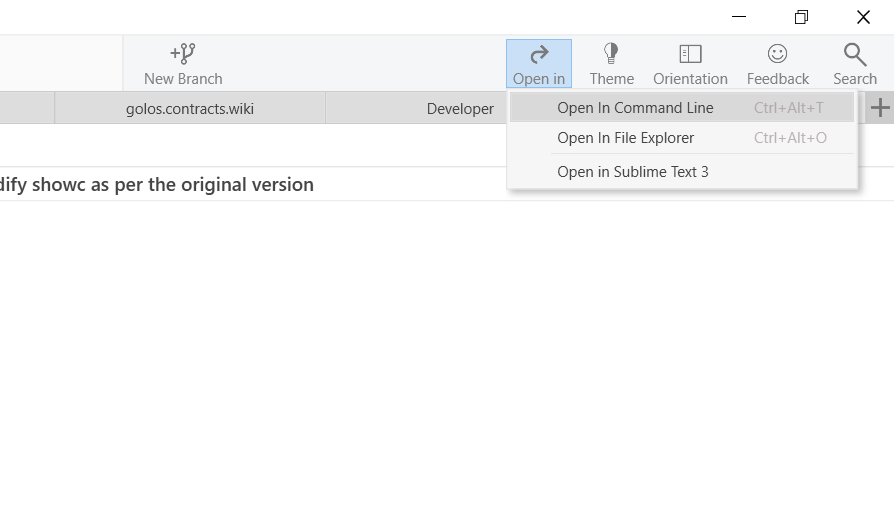 New Branch
Open in
Theme
Orientation
Feedback
Search
golos.contracts.wiki
Developer
Open In Command Line Ctrl+Alt+T
Open In File Explorer Ctrl+Alt+O
Open in Sublime Text 3
dify showc as per the original version